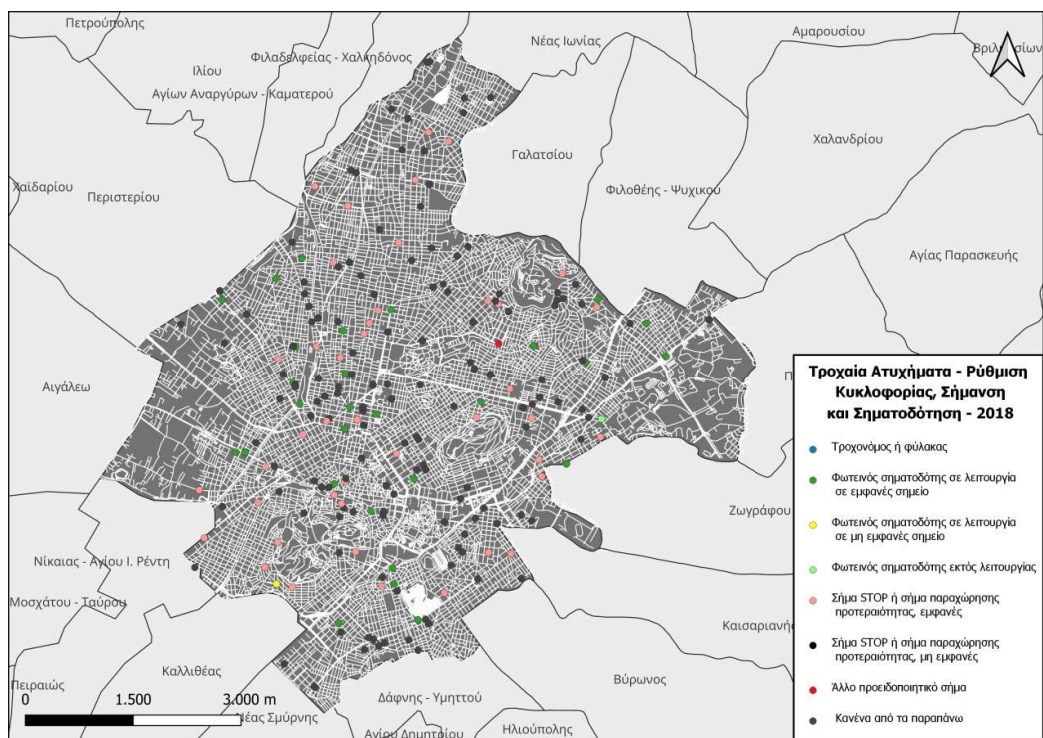 Πετρούπολης
Νέας Ιωνίας
Αμαρουσίου
Φιλαδελφείας - Χαλκηδόνος
Ιλίου
Αγίων Αναργύρων - Καματερού
Γαλατσίου
Χαλανδρίου
Χαϊδαρίου
Περιστερίου
Φιλοθέης - Ψυχικού
Αγίας Παρασκευής
Αιγάλεω
Ζωγράφου
Νίκαιας - Αγίου Ι. Ρέντη
Μοσχάτου - Ταύρου
Καισαριανής
Καλλιθέας
Βύρωνος
Πειραιώς
Δάφνης - Υμηττού
Νέας Σμύρνης
Ηλιούπολης
Αγίου Δημητρίου
0 1.500 3.000 m
Τροχαία Ατυχήματα - Ρύθμιση
Κυκλοφορίας, Σήμανση
και Σηματοδότηση - 2018
Τροχονόμος ή φύλακας
Φωτεινός σηματοδότης σε λειτουργία
σε εμφανές σημείο
Φωτεινός σηματοδότης σε λειτουργία
σε μη εμφανές σημείο
Φωτεινός σηματοδότης εκτός λειτουργίας
Σήμα STOP ή σήμα παραχώρησης
προτεραιότητας, εμφανές
Σήμα STOP ή σήμα παραχώρησης
προτεραιότητας, μη εμφανές
Άλλο προειδοποιητικό σήμα
Κανένα από τα παραπάνω